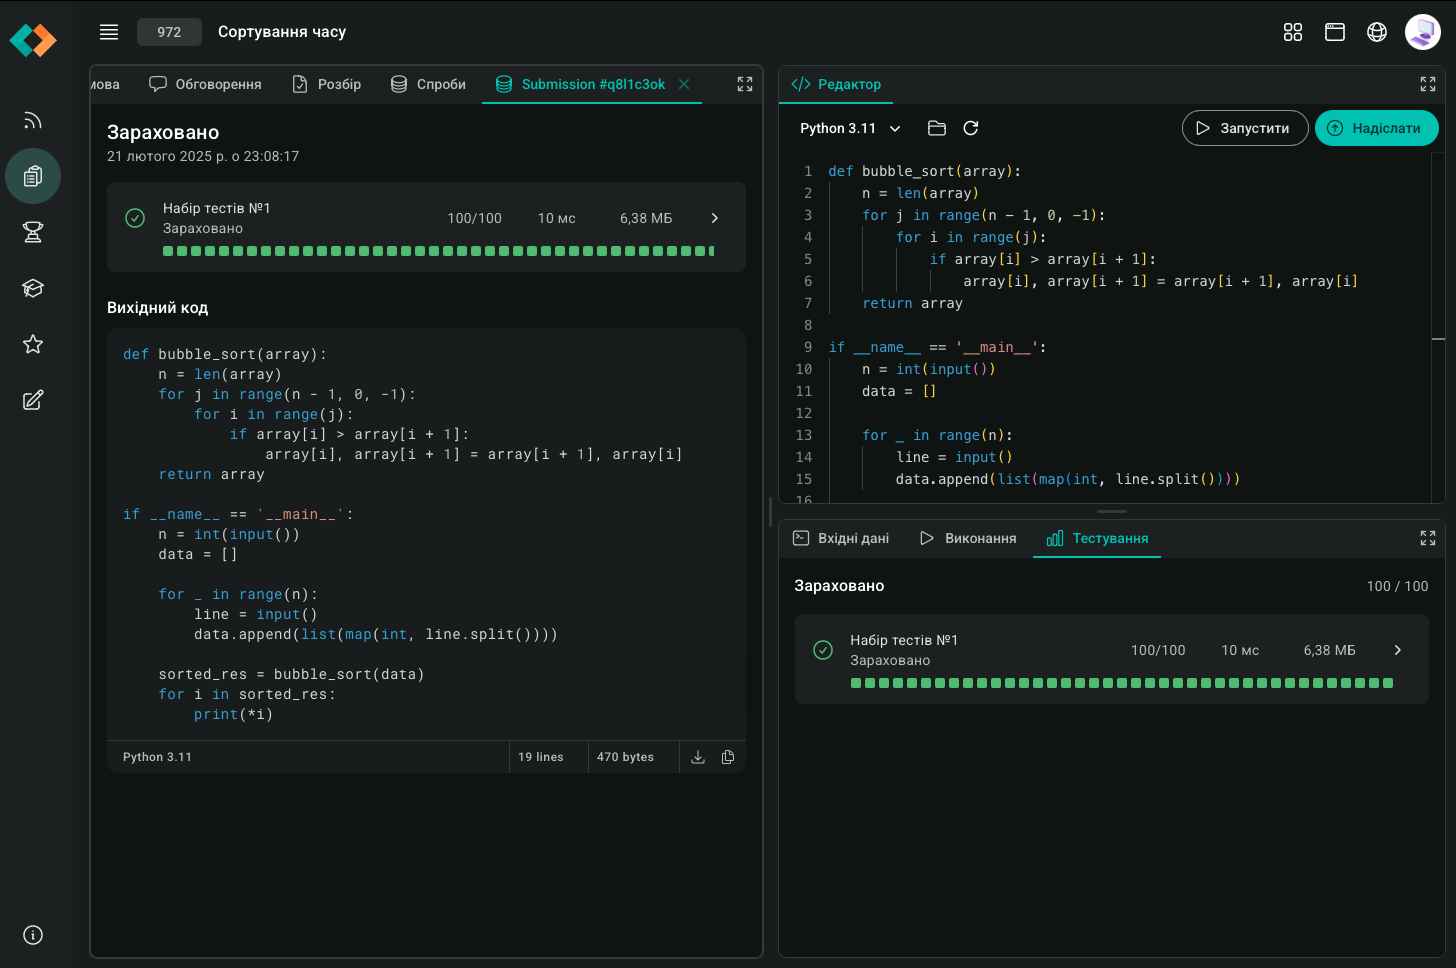 972
Сортування часу
мова
Обговорення
Розбір
Спроби
Submission #q8l1c3ok
Зараховано
21 лютого 2025 р. о 23:08:17
Набір тестів №1
Зараховано
100/100
10 мс
6,38 МБ
Вихідний код
def bubble_sort(array):
    n = len(array)
    for j in range(n - 1, 0, -1):
        for i in range(j):
            if array[i] > array[i + 1]:
                array[i], array[i + 1] = array[i + 1], array[i]
    return array
if __name__ == '__main__':
    n = int(input())
    data = []
    for _ in range(n):
        line = input()
        data.append(list(map(int, line.split())))
    sorted_res = bubble_sort(data)
    for i in sorted_res:
        print(*i)
Python 3.11
19 lines
470 bytes
Редактор
Python 3.11
Запустити
Надіслати
1 def bubble_sort(array):
2     n = len(array)
3     for j in range(n - 1, 0, -1):
4         for i in range(j):
5             if array[i] > array[i + 1]:
6                 array[i], array[i + 1] = array[i + 1], array[i]
7     return array
8
9 if __name__ == '__main__':
10     n = int(input())
11     data = []
12
13     for _ in range(n):
14         line = input()
15         data.append(list(map(int, line.split())))
16
Вхідні дані
Виконання
Тестування
Зараховано
100 / 100
Набір тестів №1
Зараховано
100/100
10 мс
6,38 МБ